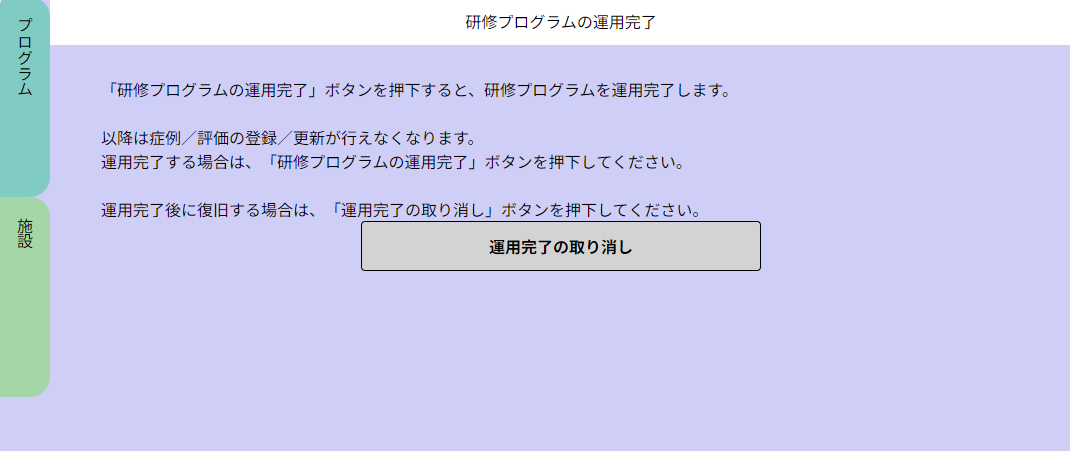 研修プログラムの運用完了
プログラム
「研修プログラムの運用完了」ボタンを押下すると、研修プログラムを運用完了します。
以降は症例／評価の登録／更新が行えなくなります。
運用完了する場合は、「研修プログラムの運用完了」ボタンを押下してください。
運用完了後に復旧する場合は、「運用完了の取り消し」ボタンを押下してください。
施設
運用完了の取り消し